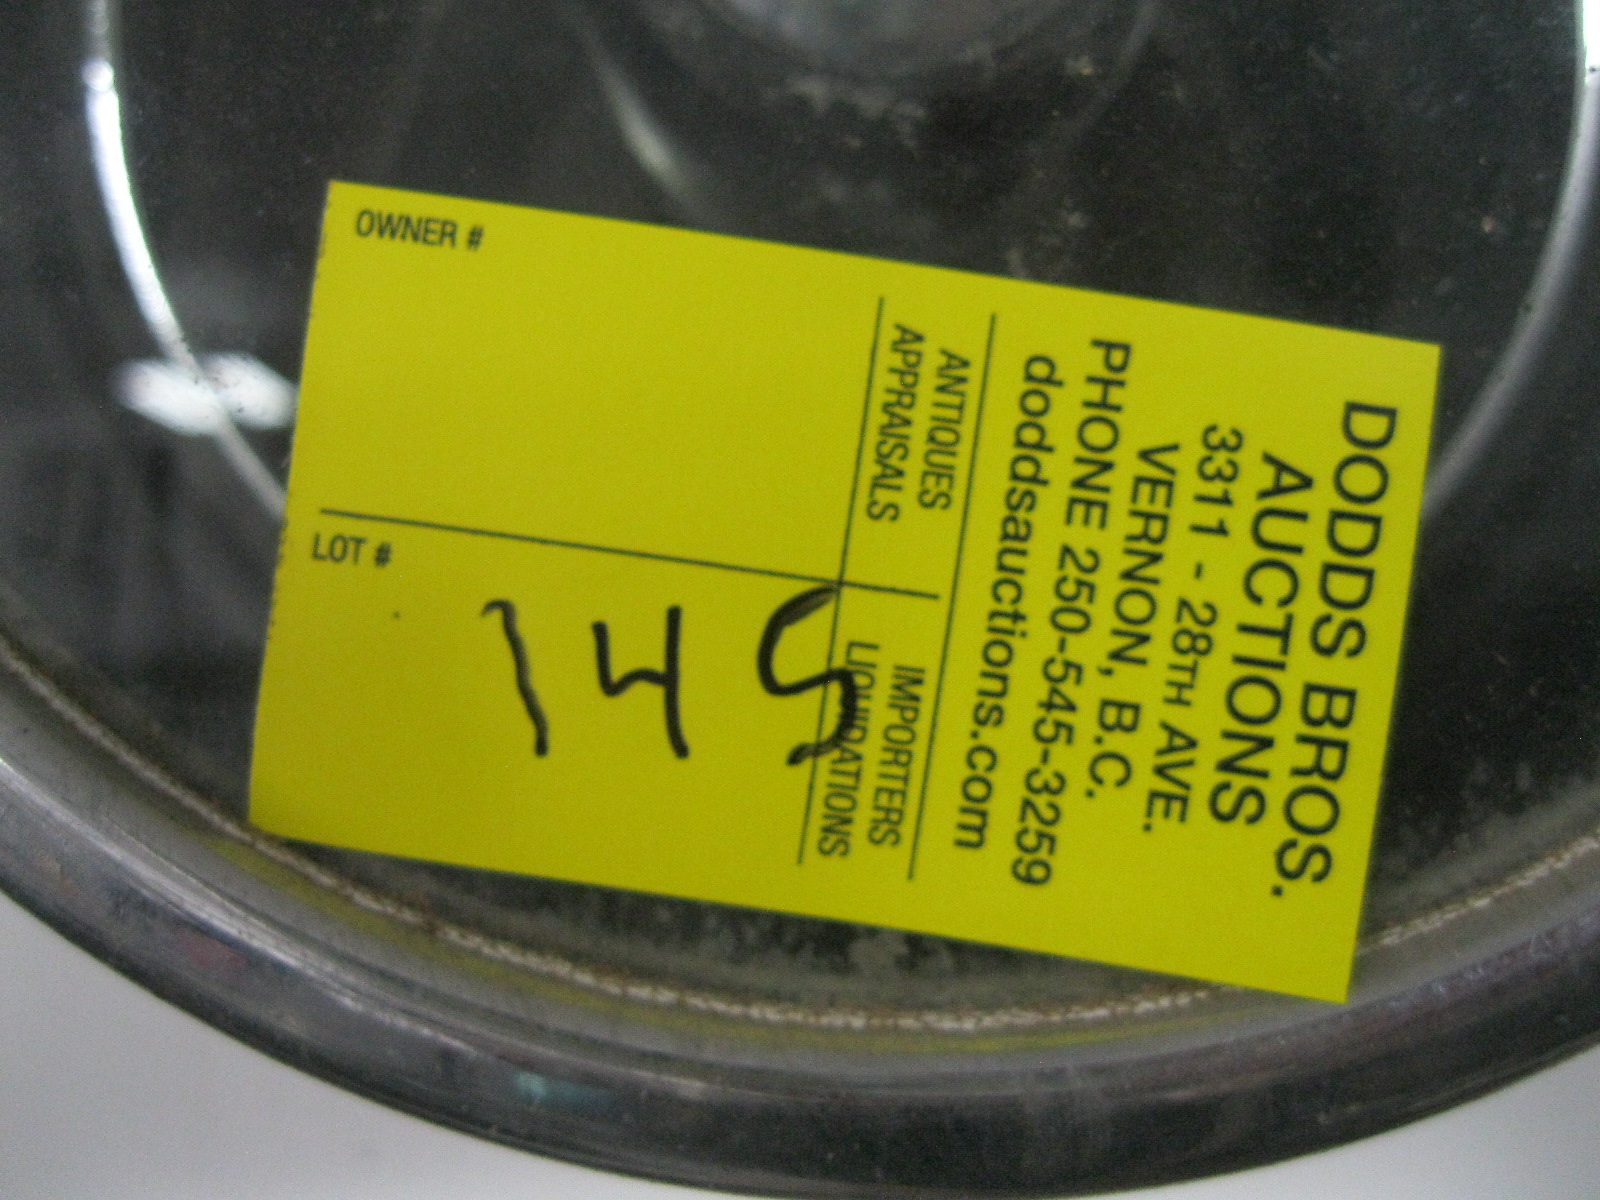 DODDS BROS.
AUCTIONS
3311 - 28TH AVE.
VERNON, B.C.
PHONE 250-545-3259
doddsauctions.com
ANTIQUES
APPRAISALS
IMPORTERS
LIQUIDATIONS
OWNER #
LOT #
145